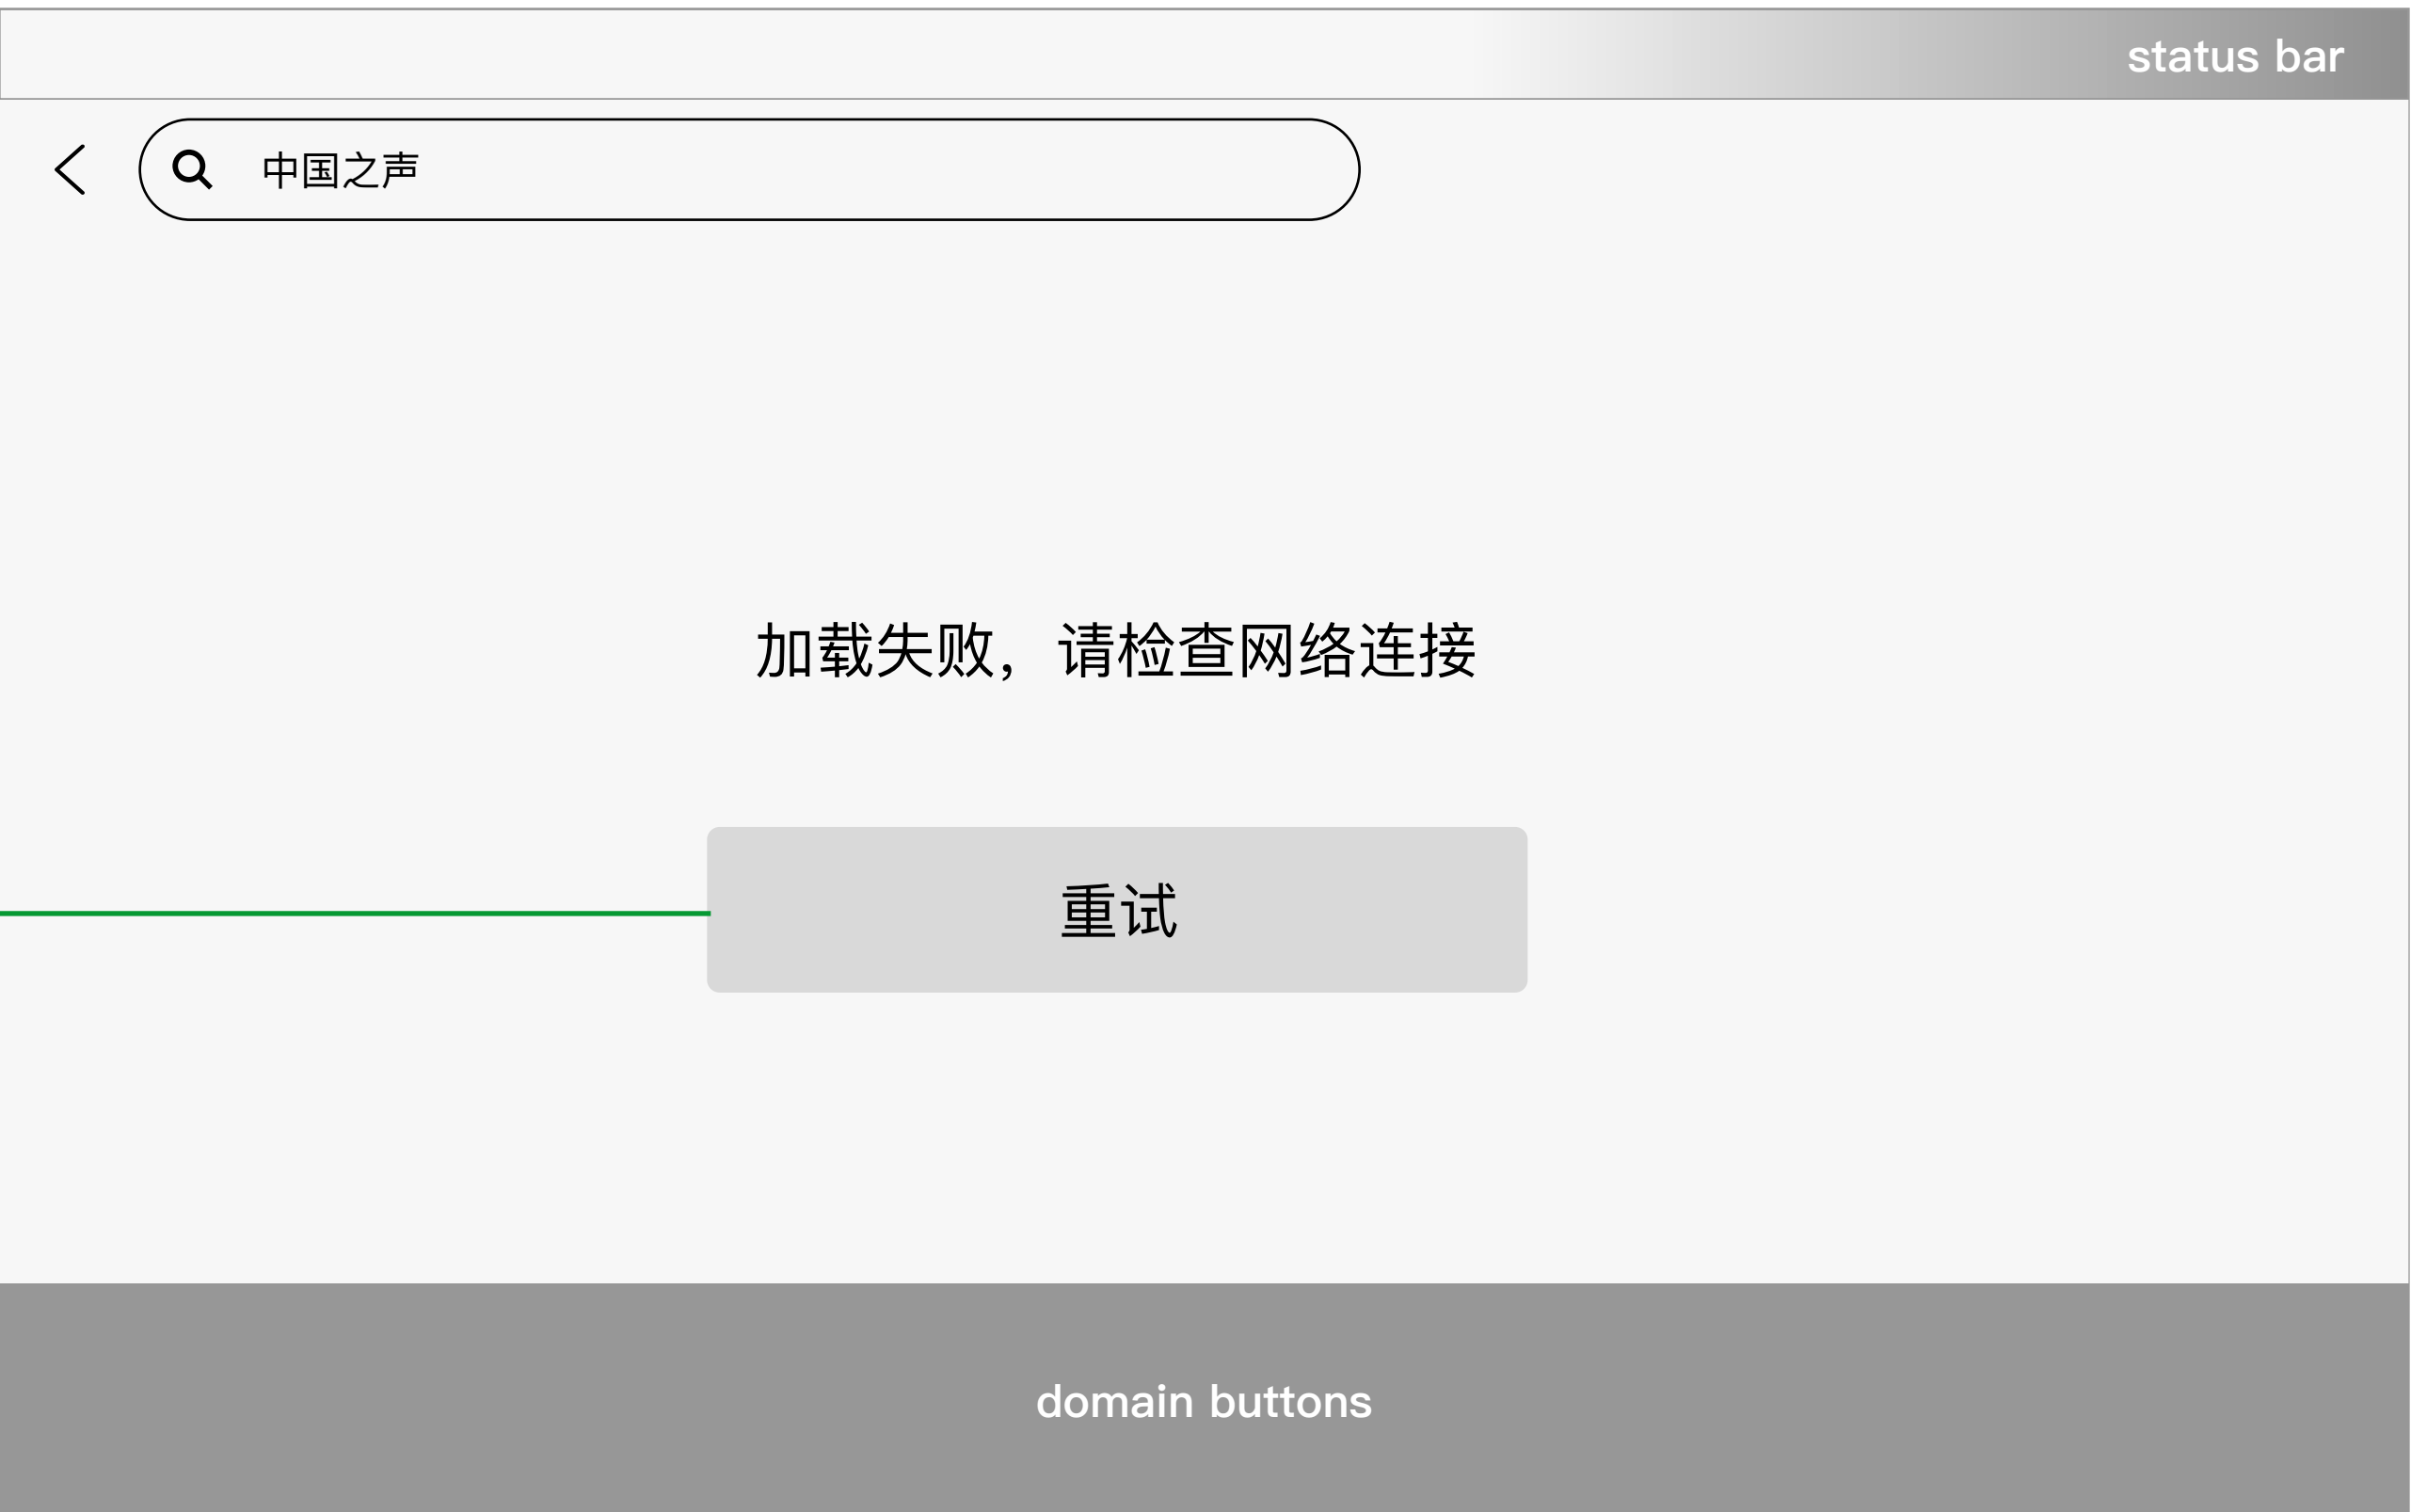 status bar
中国之声
加载失败，请检查网络连接
重试
domain buttons